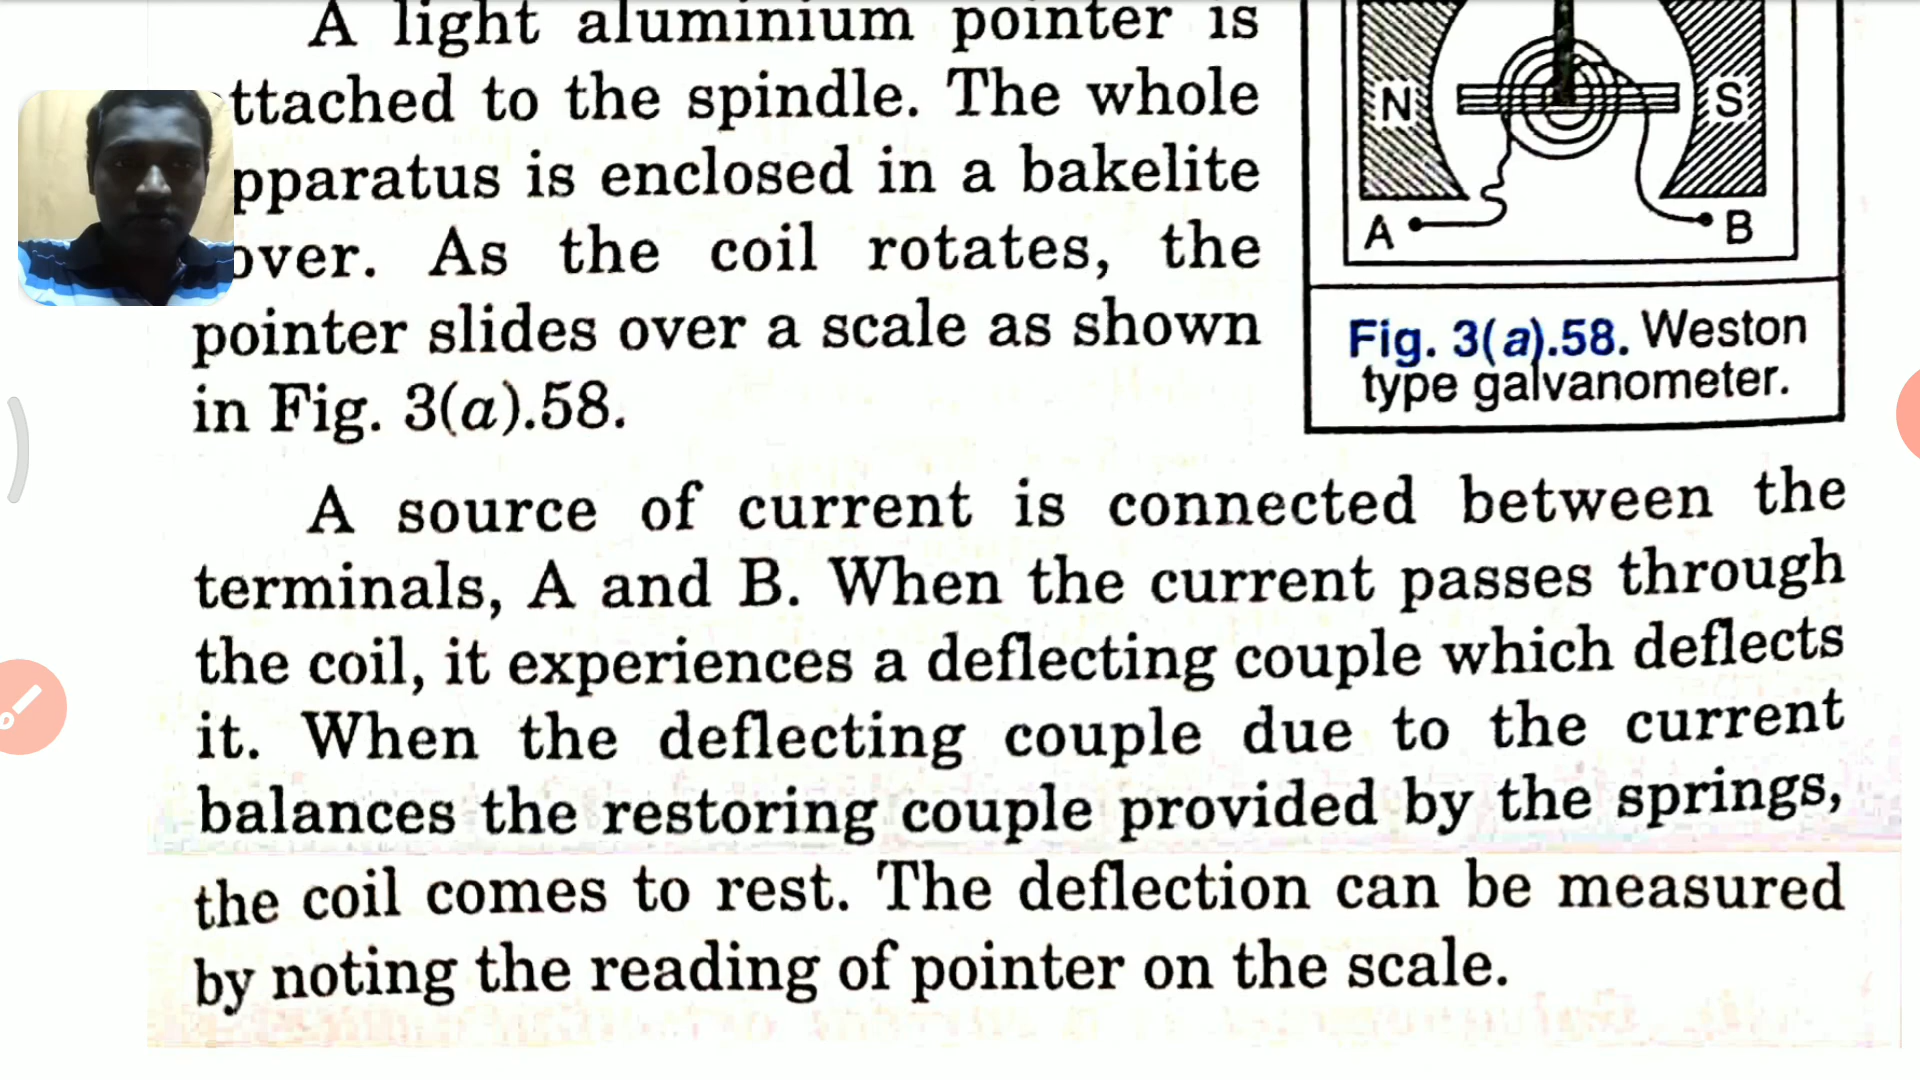 A light aluminium pointer is
ttached to the spindle. The whole
pparatus is enclosed in a bakelite
over. As the coil rotates, the
pointer slides over a scale as shown
in Fig. 3(a).58.
N S
A B
Fig. 3(a).58. Weston
type galvanometer.
A source of current is connected between the
terminals, A and B. When the current passes through
the coil, it experiences a deflecting couple which deflects
it. When the deflecting couple due to the current
balances the restoring couple provided by the springs,
the coil comes to rest. The deflection can be measured
by noting the reading of pointer on the scale.